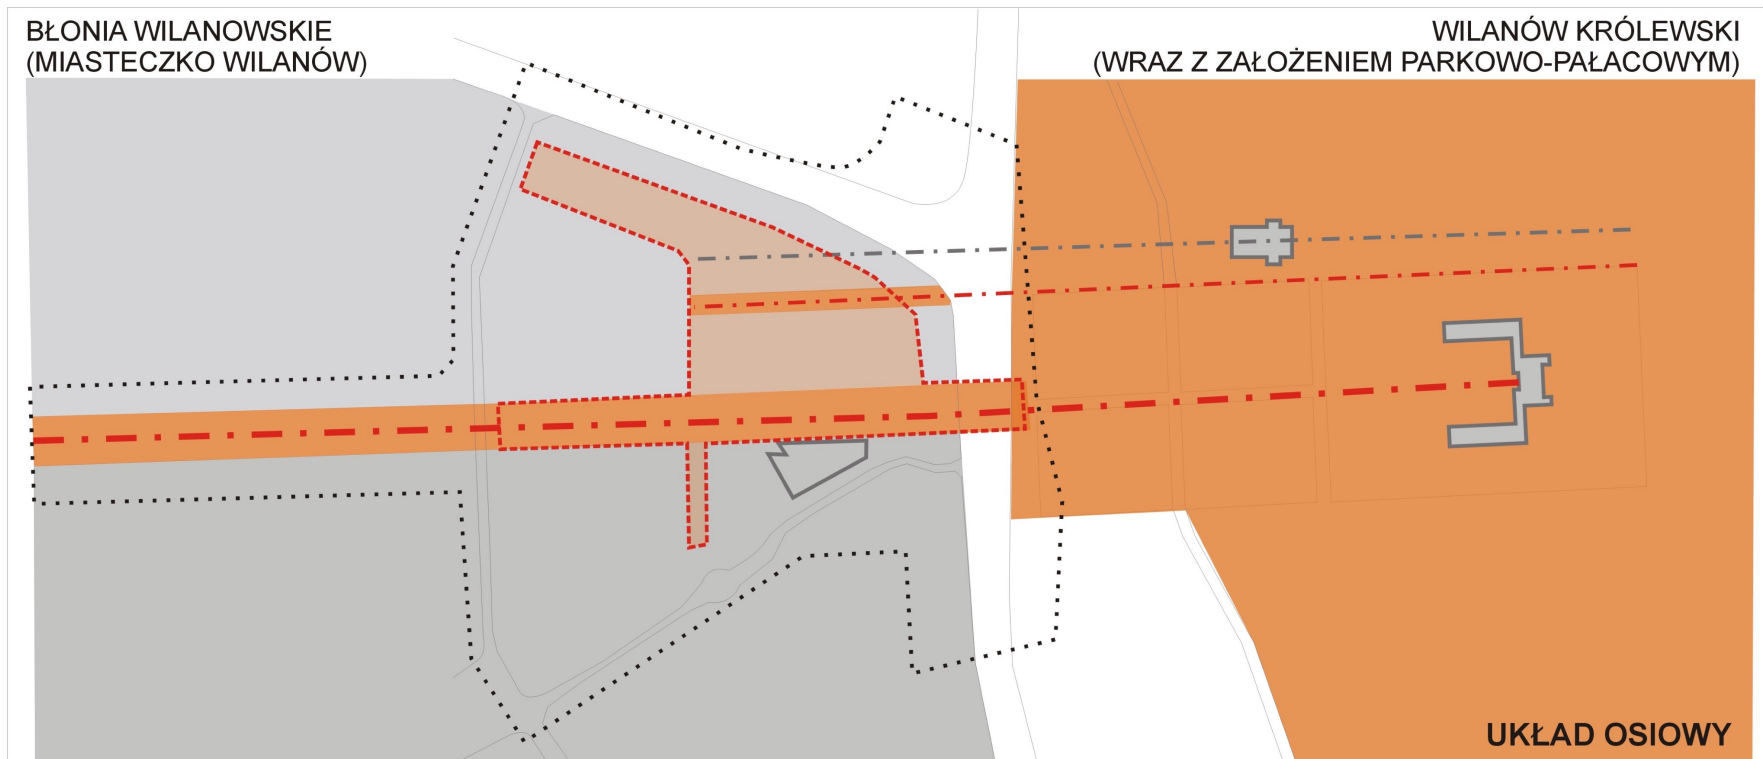 BŁONIA WILANOWSKIE
(MIASTECZKO WILANÓW)
WILANÓW KRÓLEWSKI
(WRAZ Z ZAŁOŻENIEM PARKOWO-PAŁACOWYM)
UKŁAD OSIOWY